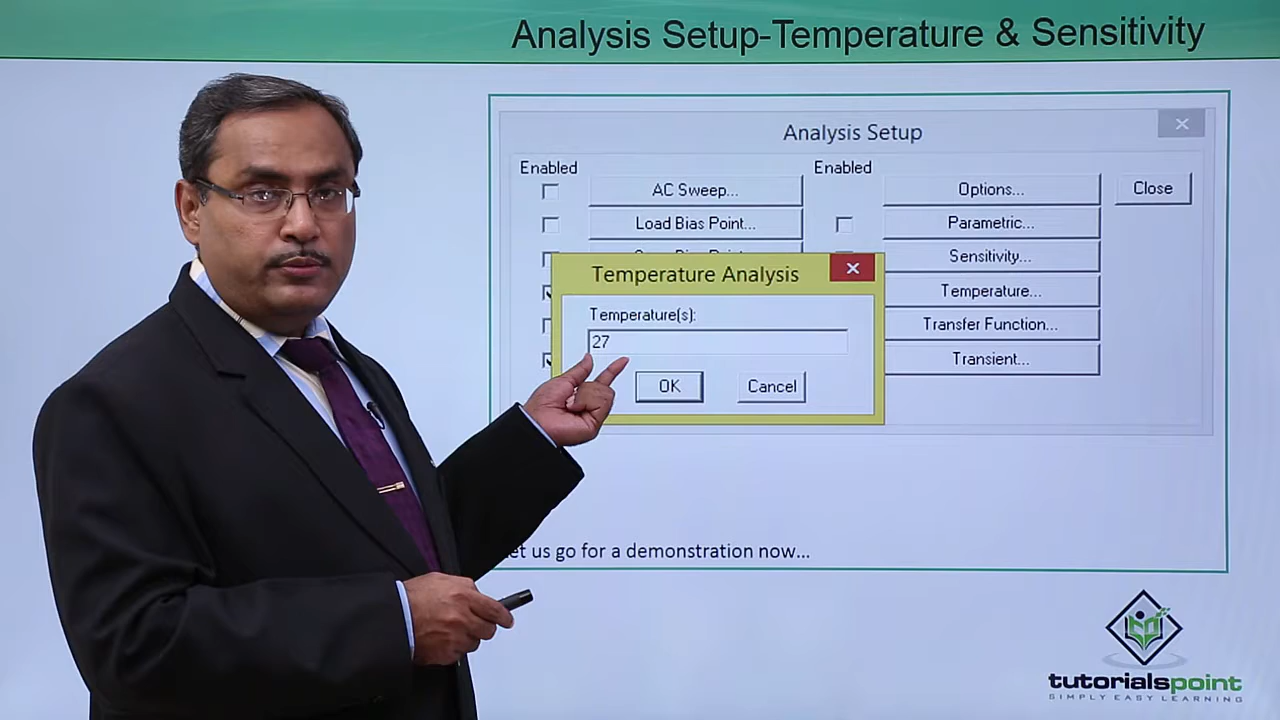 Analysis Setup-Temperature & Sensitivity
Analysis Setup
Enabled
Enabled
AC Sweep...
Options...
Close
Load Bias Point...
Parametric...
Sensitivity...
Temperature Analysis
Temperature...
Temperature(s):
27
Transfer Function...
Transient...
OK
Cancel
us go for a demonstration now...
tutorialspoint
SIMPLY EASY LEARNING